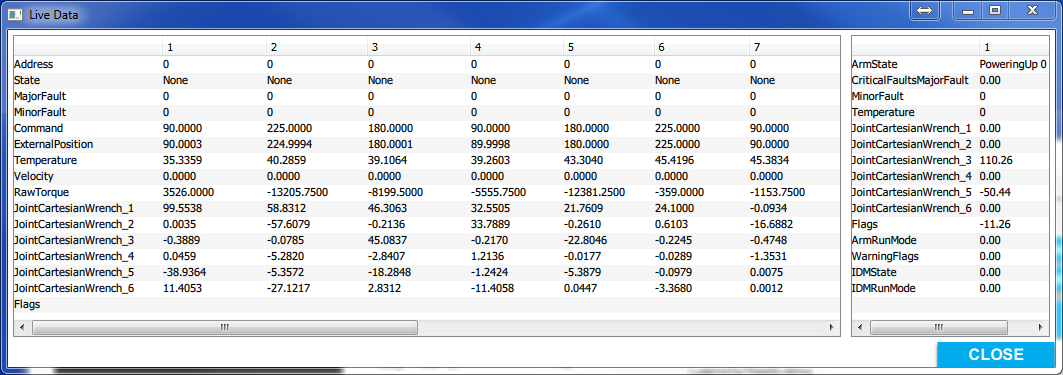 Live Data
1 2 3 4 5 6 7
Address 0 0 0 0 0 0 0
State None None None None None None None
MajorFault 0 0 0 0 0 0 0
MinorFault 0 0 0 0 0 0 0
Command 90.0000 225.0000 180.0000 90.0000 180.0000 225.0000 90.0000
ExternalPosition 90.0003 224.9994 180.0001 89.9998 180.0000 225.0000 90.0000
Temperature 35.3359 40.2859 39.1064 39.2603 43.3040 45.4196 45.3834
Velocity 0.0000 0.0000 0.0000 0.0000 0.0000 0.0000 0.0000
RawTorque 3526.0000 -13205.7500 -8199.5000 -5555.7500 -12381.2500 -359.0000 -1153.7500
JointCartesianWrench_1 99.5538 58.8312 46.3063 32.5505 21.7609 24.1000 -0.0934
JointCartesianWrench_2 0.0035 -57.6079 -0.2136 33.7889 -0.2610 0.6103 -16.6882
JointCartesianWrench_3 -0.3889 -0.0785 45.0837 -0.2170 -22.8046 -0.2245 -0.4748
JointCartesianWrench_4 0.0459 -5.2820 -2.8407 1.2136 -0.0177 -0.0289 -1.3531
JointCartesianWrench_5 -38.9364 -5.3572 -18.2848 -1.2424 -5.3879 -0.0979 0.0075
JointCartesianWrench_6 11.4053 -27.1217 2.8312 -11.4058 0.0447 -3.3680 0.0012
Flags
1
ArmState PoweringUp 0
CriticalFaultsMajorFault 0.00
MinorFault 0
Temperature 0
JointCartesianWrench_1 0.00
JointCartesianWrench_2 0.00
JointCartesianWrench_3 110.26
JointCartesianWrench_4 0.00
JointCartesianWrench_5 -50.44
JointCartesianWrench_6 0.00
Flags -11.26
ArmRunMode 0.00
WarningFlags 0.00
IDMState 0.00
IDMRunMode 0.00
CLOSE